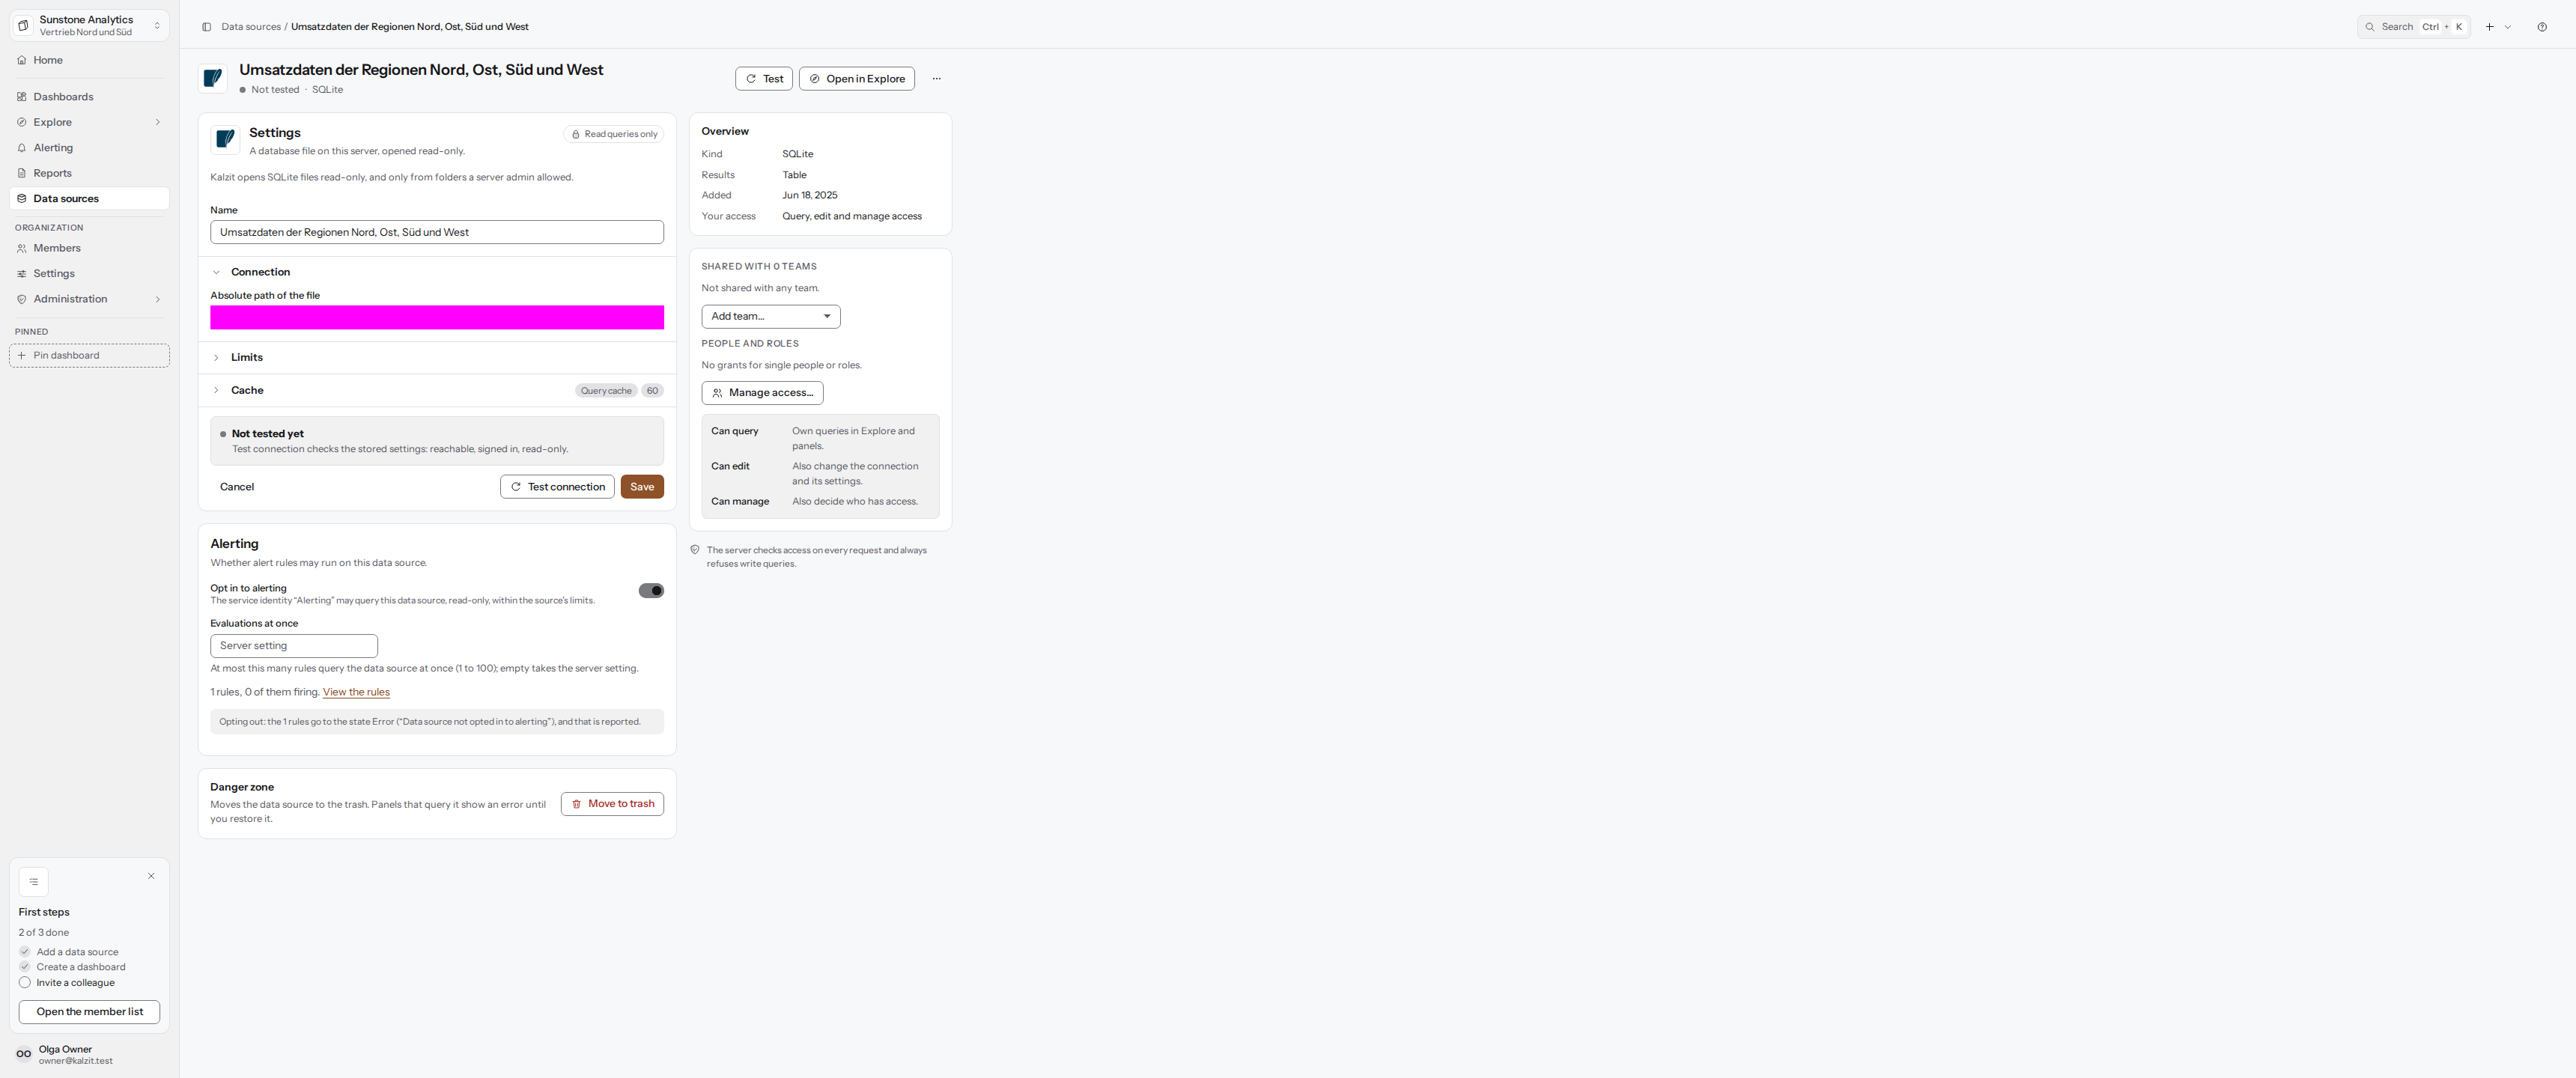 Sunstone Analytics
Vertrieb Nord und Süd
Home
Dashboards
Explore
Alerting
Reports
Data sources
ORGANIZATION
Members
Settings
Administration
PINNED
Pin dashboard
First steps
2 of 3 done
Add a data source
Create a dashboard
Invite a colleague
Open the member list
OO
Olga Owner
owner@kalzit.test
Data sources / Umsatzdaten der Regionen Nord, Ost, Süd und West
Search Ctrl + K
Umsatzdaten der Regionen Nord, Ost, Süd und West
Not tested · SQLite
Test
Open in Explore
Settings
A database file on this server, opened read-only.
Read queries only
Kalzit opens SQLite files read-only, and only from folders a server admin allowed.
Name
Umsatzdaten der Regionen Nord, Ost, Süd und West
Connection
Absolute path of the file
Limits
Cache
Query cache 60
Not tested yet
Test connection checks the stored settings: reachable, signed in, read-only.
Cancel
Test connection
Save
Alerting
Whether alert rules may run on this data source.
Opt in to alerting
The service identity “Alerting” may query this data source, read-only, within the source's limits.
Evaluations at once
Server setting
At most this many rules query the data source at once (1 to 100); empty takes the server setting.
1 rules, 0 of them firing. View the rules
Opting out: the 1 rules go to the state Error (“Data source not opted in to alerting”), and that is reported.
Danger zone
Moves the data source to the trash. Panels that query it show an error until
you restore it.
Move to trash
Overview
Kind SQLite
Results Table
Added Jun 18, 2025
Your access Query, edit and manage access
SHARED WITH 0 TEAMS
Not shared with any team.
Add team...
PEOPLE AND ROLES
No grants for single people or roles.
Manage access...
Can query Own queries in Explore and
panels.
Can edit Also change the connection
and its settings.
Can manage Also decide who has access.
The server checks access on every request and always
refuses write queries.